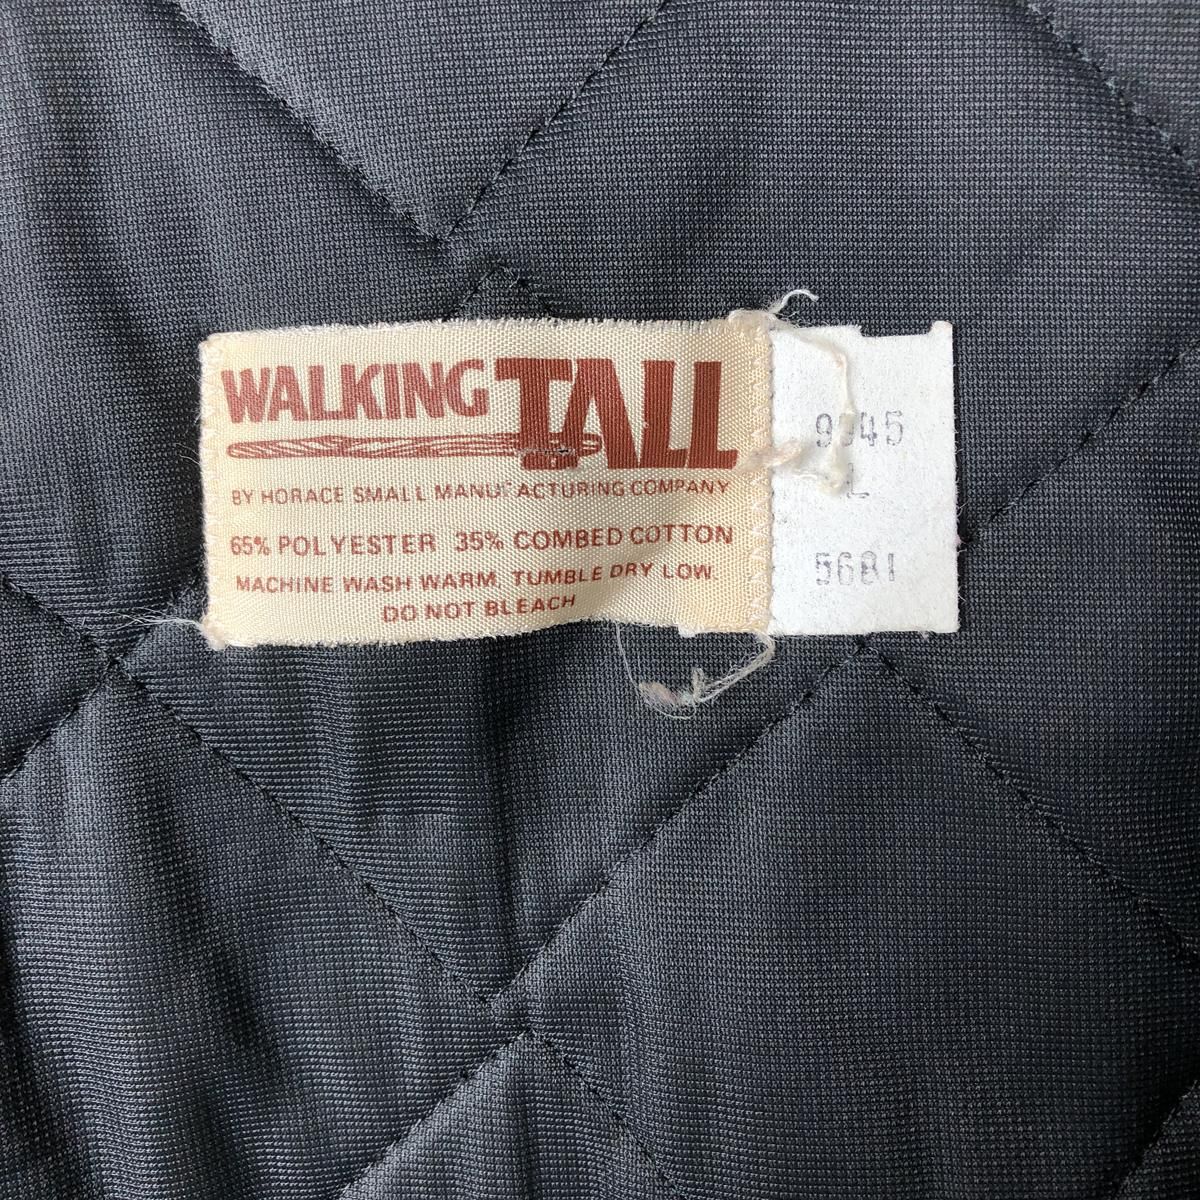 WALKING TALL
BY HORACE SMALL MANUFACTURING COMPANY
65% POLYESTER 35% COMBED COTTON
MACHINE WASH WARM, TUMBLE DRY LOW.
DO NOT BLEACH
L
5681